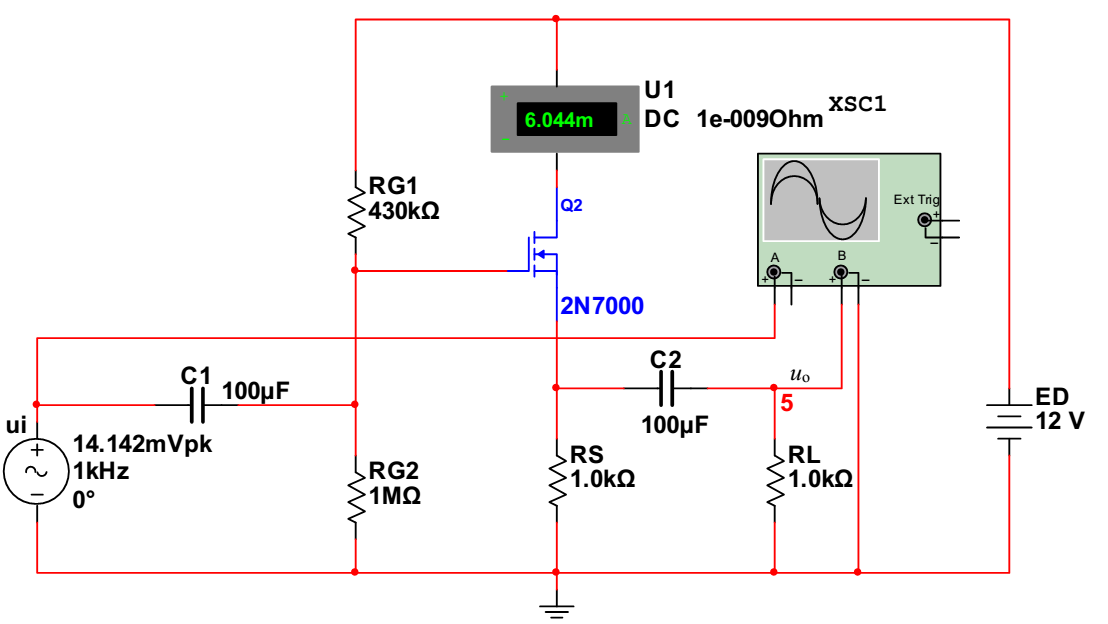 U1
DC 1e-009Ohm
XSC1
+
6.044m
A
-
RG1
430kΩ
Q2
Ext Trig
+
-
A
B
+ -
+ -
2N7000
C1
100µF
C2
100µF
uo
5
ED
12 V
ui
+
14.142mVpk
1kHz
0°
-
RG2
1MΩ
RS
1.0kΩ
RL
1.0kΩ